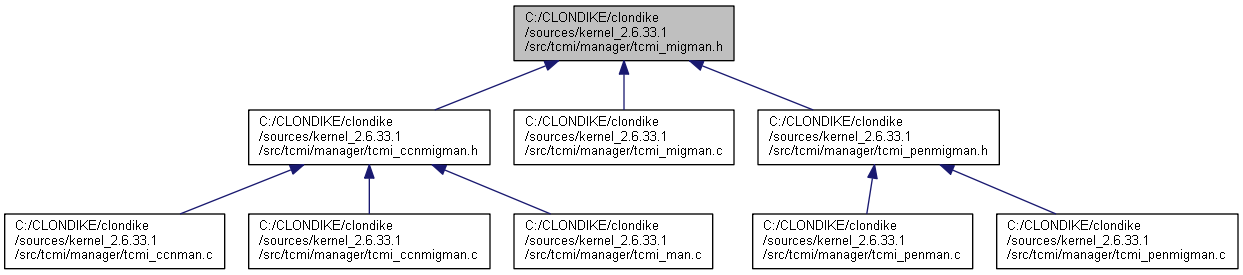 C:/CLONDIKE/clondike
/sources/kernel_2.6.33.1
/src/tcmi/manager/tcmi_migman.h
C:/CLONDIKE/clondike
/sources/kernel_2.6.33.1
/src/tcmi/manager/tcmi_ccnmigman.h
C:/CLONDIKE/clondike
/sources/kernel_2.6.33.1
/src/tcmi/manager/tcmi_migman.c
C:/CLONDIKE/clondike
/sources/kernel_2.6.33.1
/src/tcmi/manager/tcmi_penmigman.h
C:/CLONDIKE/clondike
/sources/kernel_2.6.33.1
/src/tcmi/manager/tcmi_ccnman.c
C:/CLONDIKE/clondike
/sources/kernel_2.6.33.1
/src/tcmi/manager/tcmi_ccnmigman.c
C:/CLONDIKE/clondike
/sources/kernel_2.6.33.1
/src/tcmi/manager/tcmi_man.c
C:/CLONDIKE/clondike
/sources/kernel_2.6.33.1
/src/tcmi/manager/tcmi_penman.c
C:/CLONDIKE/clondike
/sources/kernel_2.6.33.1
/src/tcmi/manager/tcmi_penmigman.c